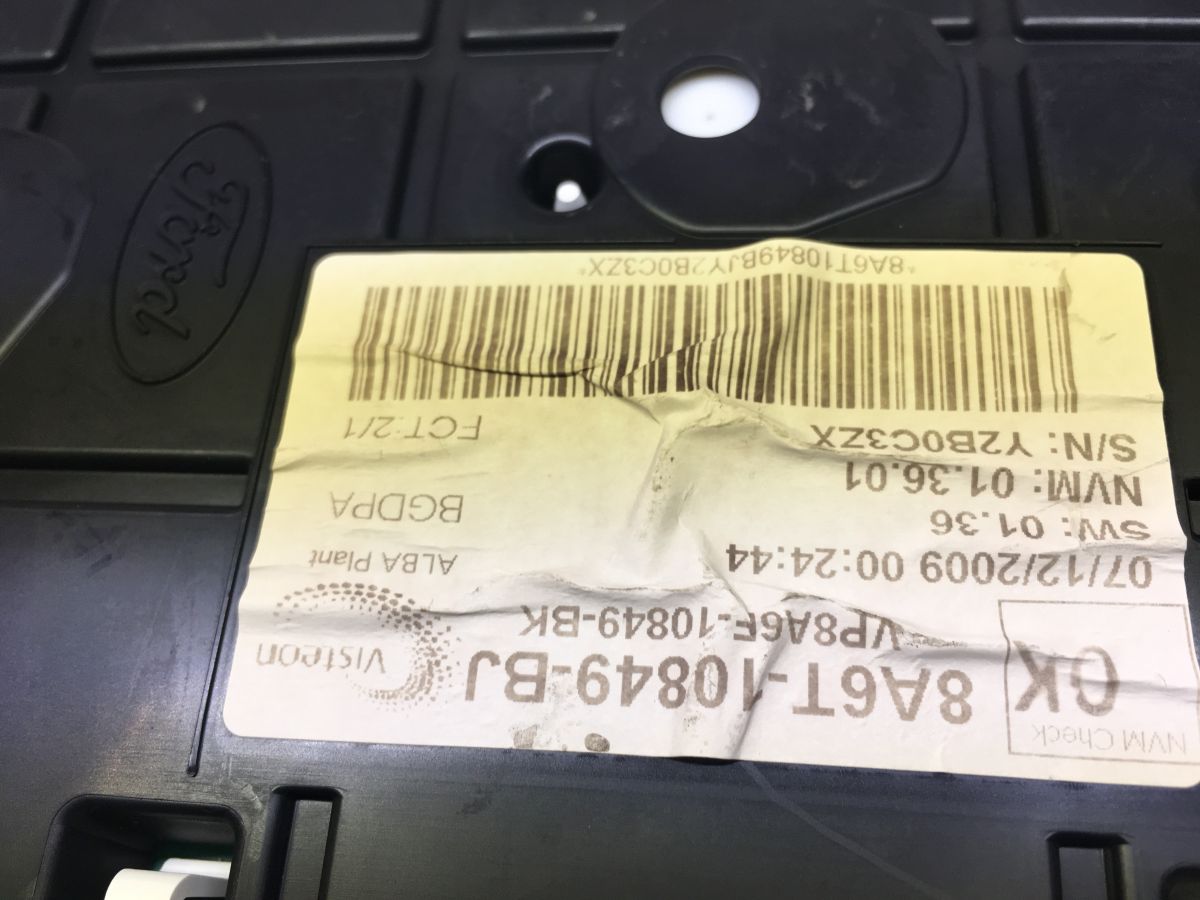 NVM Check
OK
8A6T-10849-BJ
VP8A6F-10849-BK
Visteon
07/12/2009 00:24:44
ALBA Plant
SW: 01.36
BGDPA
NVM: 01.36.01
S/N: Y2B0C3ZX
FCT:2/1
*8A6T10849BJY2B0C3ZX*
Ford